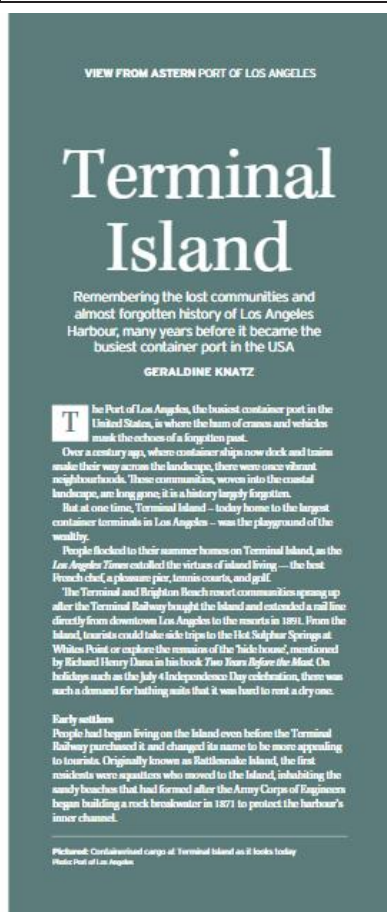 VIEW FROM ASTERN PORT OF LOS ANGELES
Terminal
Island
Remembering the lost communities and
almost forgotten history of Los Angeles
Harbour, many years before it became the
busiest container port in the USA
GERALDINE KNATZ
The Port of Los Angeles, the busiest container port in the
United States, is where the hum of cranes and vehicles
mask the echoes of a forgotten past.
Over a century ago, where container ships now dock and trains
snake their way across the landscape, there were once vibrant
neighbourhoods. These communities, woven into the coastal
landscape, are long gone; it is a history largely forgotten.
But at one time, Terminal Island – today home to the largest
container terminals in Los Angeles – was the playground of the
wealthy.
People flocked to their summer homes on Terminal Island, as the
Los Angeles Times extolled the virtues of island living — the best
French chef, a pleasure pier, tennis courts, and golf.
The Terminal and Brighton Beach resort communities sprang up
after the Terminal Railway bought the Island and extended a rail line
directly from downtown Los Angeles to the resorts in 1891. From the
Island, tourists could take side trips to the Hot Sulphur Springs at
Whites Point or explore the remains of the 'hide house', mentioned
by Richard Henry Dana in his book Two Years Before the Mast. On
holidays such as the July 4 Independence Day celebration, there was
such a demand for bathing suits that it was hard to rent a dry one.
Early settlers
People had begun living on the Island even before the Terminal
Railway purchased it and changed its name to be more appealing
to tourists. Originally known as Rattlesnake Island, the first
residents were squatters who moved to the Island, inhabiting the
sandy beaches that had formed after the Army Corps of Engineers
began building a rock breakwater in 1871 to protect the harbour's
inner channel.
Pictured: Containerised cargo at Terminal Island as it looks today
Photo: Port of Los Angeles